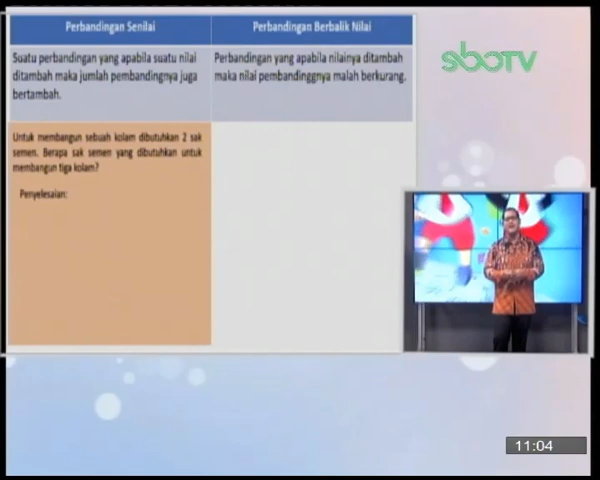 Perbandingan Senilai
Perbandingan Berbalik Nilai
Suatu perbandingan yang apabila suatu nilai
ditambah maka jumlah pembandingnya juga
bertambah.
Perbandingan yang apabila nilainya ditambah
maka nilai pembandinggnya malah berkurang.
Untuk membangun sebuah kolam dibutuhkan 2 sak
semen. Berapa sak semen yang dibutuhkan untuk
membangun tiga kolam?
Penyelesaian:
sboTV
11:04